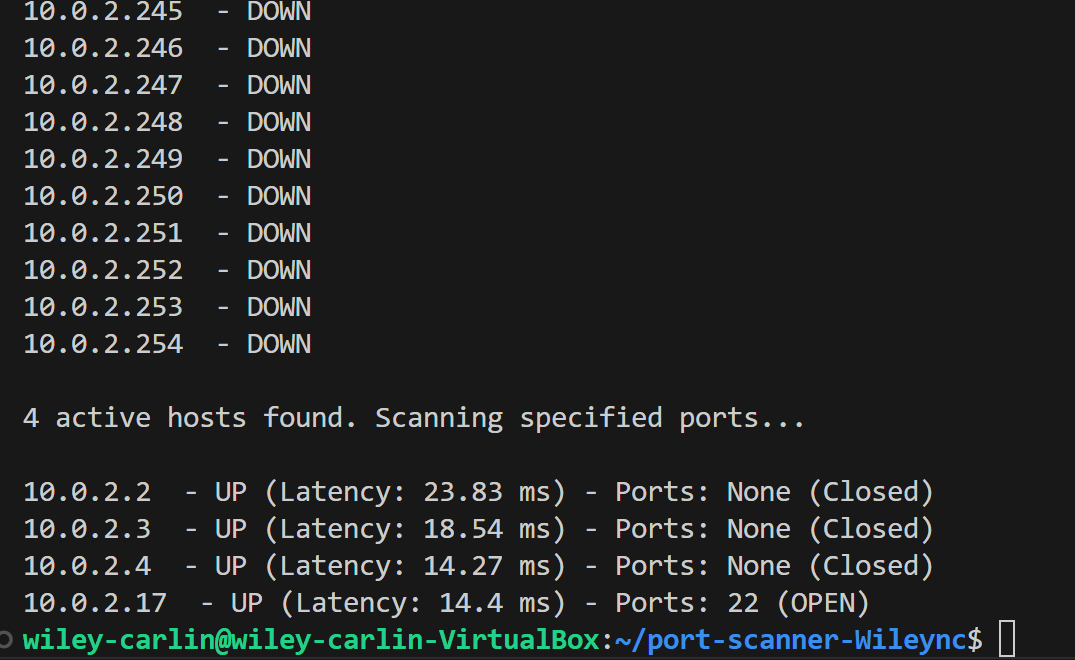 10.0.2.245  - DOWN
10.0.2.246  - DOWN
10.0.2.247  - DOWN
10.0.2.248  - DOWN
10.0.2.249  - DOWN
10.0.2.250  - DOWN
10.0.2.251  - DOWN
10.0.2.252  - DOWN
10.0.2.253  - DOWN
10.0.2.254  - DOWN
4 active hosts found. Scanning specified ports...
10.0.2.2  - UP (Latency: 23.83 ms) - Ports: None (Closed)
10.0.2.3  - UP (Latency: 18.54 ms) - Ports: None (Closed)
10.0.2.4  - UP (Latency: 14.27 ms) - Ports: None (Closed)
10.0.2.17  - UP (Latency: 14.4 ms) - Ports: 22 (OPEN)
wiley-carlin@wiley-carlin-VirtualBox:~/port-scanner-Wileync$